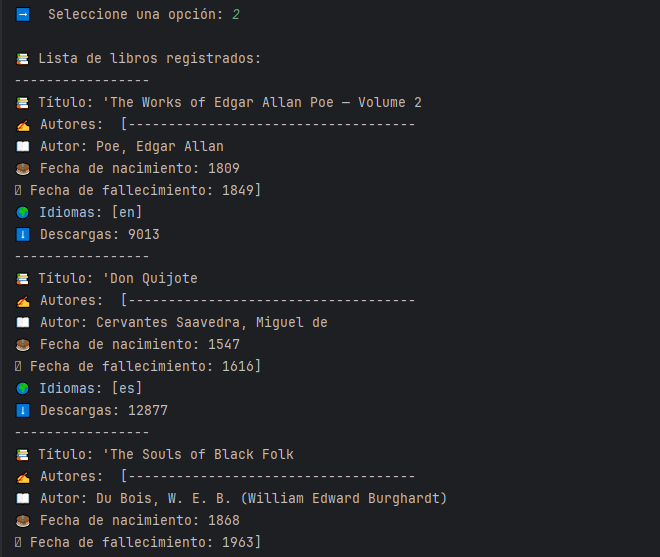 ➡ Seleccione una opción: 2
📚 Lista de libros registrados:
-----------------
📚 Título: 'The Works of Edgar Allan Poe — Volume 2
✍ Autores:  [------------------------------------
📖 Autor: Poe, Edgar Allan
🎂 Fecha de nacimiento: 1809
▯ Fecha de fallecimiento: 1849]
🌍 Idiomas: [en]
⬇ Descargas: 9013
-----------------
📚 Título: 'Don Quijote
✍ Autores:  [------------------------------------
📖 Autor: Cervantes Saavedra, Miguel de
🎂 Fecha de nacimiento: 1547
▯ Fecha de fallecimiento: 1616]
🌍 Idiomas: [es]
⬇ Descargas: 12877
-----------------
📚 Título: 'The Souls of Black Folk
✍ Autores:  [------------------------------------
📖 Autor: Du Bois, W. E. B. (William Edward Burghardt)
🎂 Fecha de nacimiento: 1868
▯ Fecha de fallecimiento: 1963]